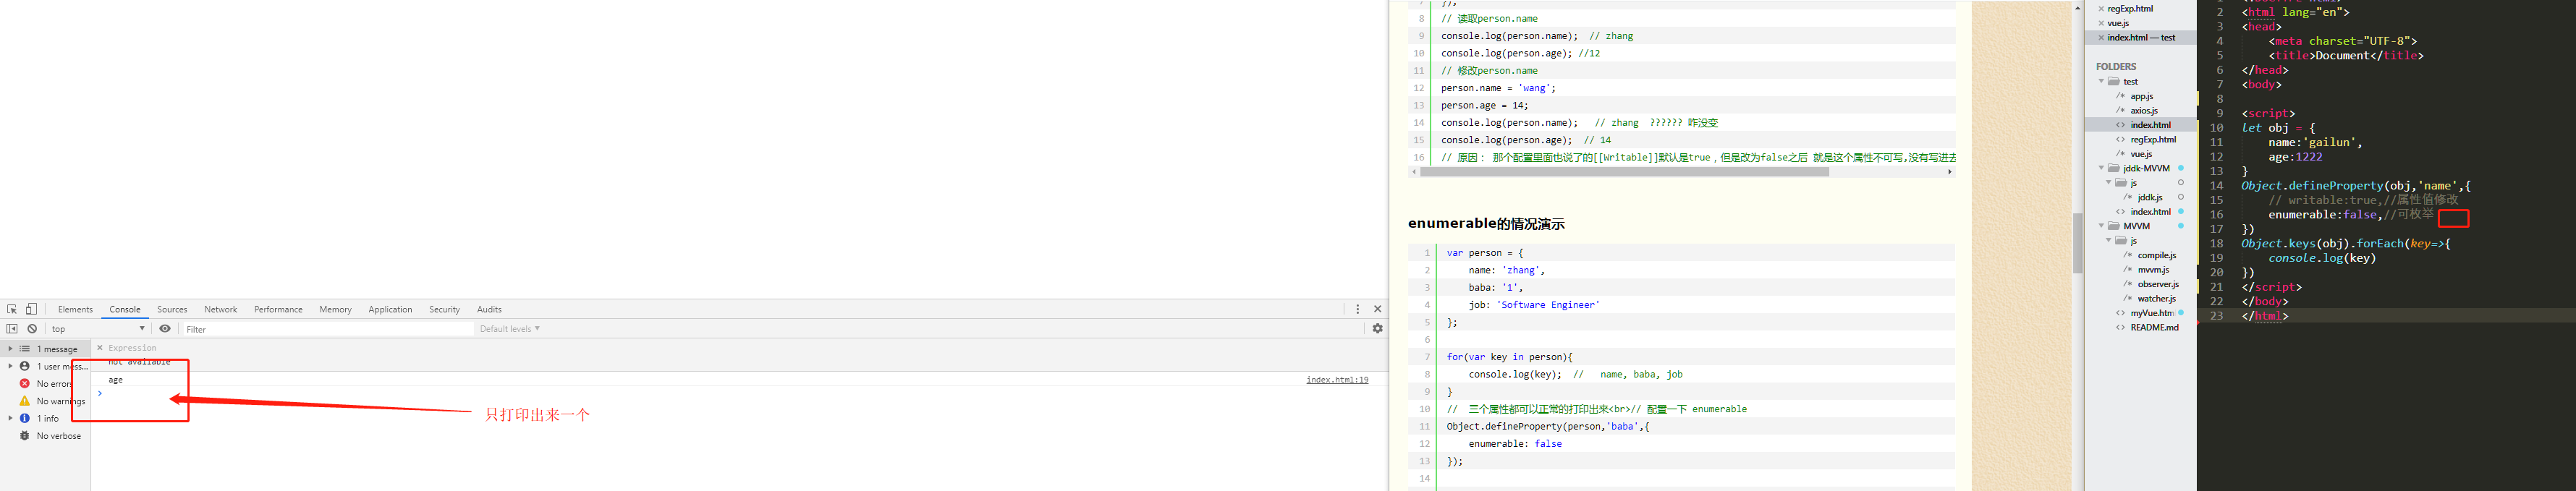 Elements Console Sources Network Performance Memory Application Security Audits
top Filter Default levels
1 message
1 user mess...
No errors
No warnings
1 info
No verbose
Expression
not available
age index.html:19
>
只打印出来一个
7 });
8 // 读取person.name
9 console.log(person.name); // zhang
10 console.log(person.age); //12
11 // 修改person.name
12 person.name = 'wang';
13 person.age = 14;
14 console.log(person.name); // zhang ?????? 咋没变
15 console.log(person.age); // 14
16 // 原因： 那个配置里面也说了的[[Writable]]默认是true，但是改为false之后 就是这个属性不可写,没有写进去
enumerable的情况演示
1 var person = {
2 name: 'zhang',
3 baba: '1',
4 job: 'Software Engineer'
5 };
6
7 for(var key in person){
8 console.log(key); // name, baba, job
9 }
10 // 三个属性都可以正常的打印出来<br>// 配置一下 enumerable
11 Object.defineProperty(person,'baba',{
12 enumerable: false
13 });
14
regExp.html
vue.js
index.html — test
FOLDERS
test
app.js
axios.js
index.html
regExp.html
vue.js
jddk-MVVM
js
jddk.js
index.html
MVVM
js
compile.js
mvvm.js
observer.js
watcher.js
myVue.htm
README.md
2 <html lang="en">
3 <head>
4 <meta charset="UTF-8">
5 <title>Document</title>
6 </head>
7 <body>
8
9 <script>
10 let obj = {
11 name:'gailun',
12 age:1222
13 }
14 Object.defineProperty(obj,'name',{
15 // writable:true,//属性值修改
16 enumerable:false,//可枚举
17 })
18 Object.keys(obj).forEach(key=>{
19 console.log(key)
20 })
21 </script>
22 </body>
23 </html>